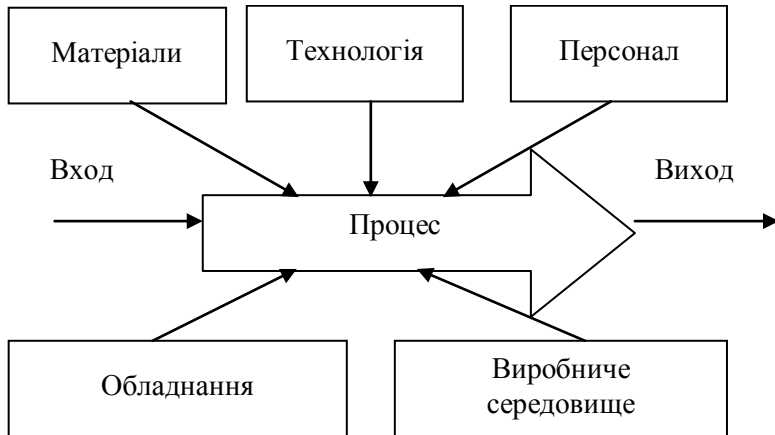 Матеріали
Технологія
Персонал
Вход
Виход
Процес
Обладнання
Виробниче
середовище